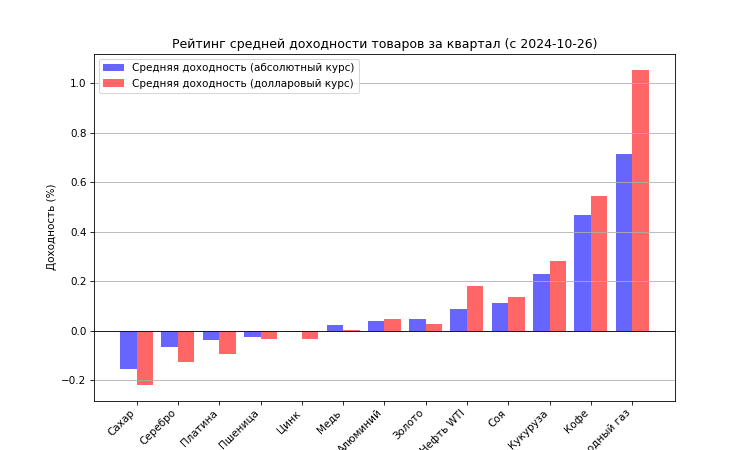 Рейтинг средней доходности товаров за квартал (с 2024-10-26)
Средняя доходность (абсолютный курс)
Средняя доходность (долларовый курс)
Доходность (%)
1.0
0.8
0.6
0.4
0.2
0.0
−0.2
Сахар
Серебро
Платина
Пшеница
Цинк
Медь
Алюминий
Золото
Нефть WTI
Соя
Кукуруза
Кофе
одный газ